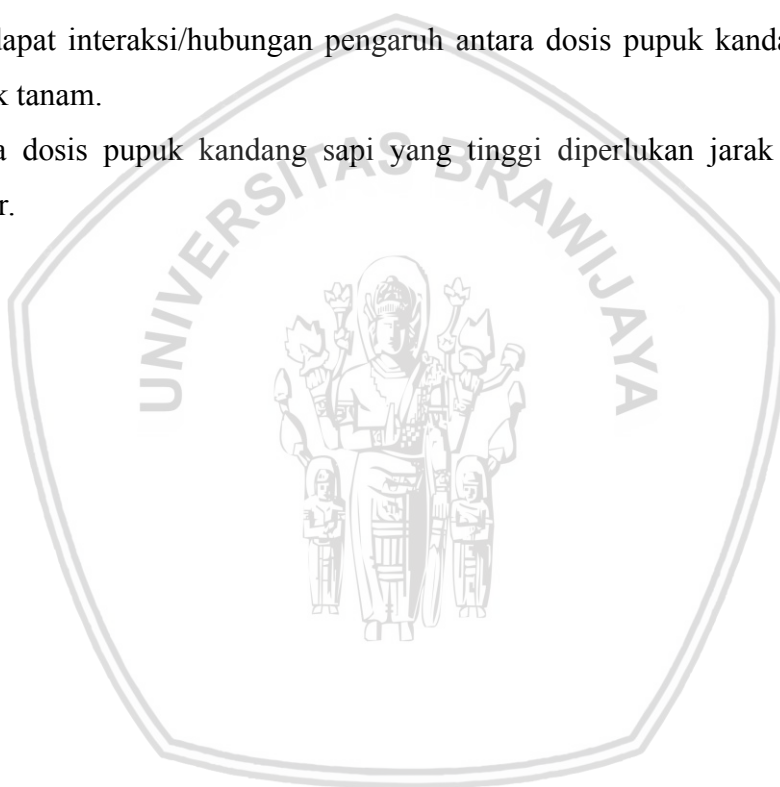 dapat interaksi/hubungan pengaruh antara dosis pupuk kanda
k tanam.
a dosis pupuk kandang sapi yang tinggi diperlukan jarak
r.
UNIVERSITAS BRAWIJAYA